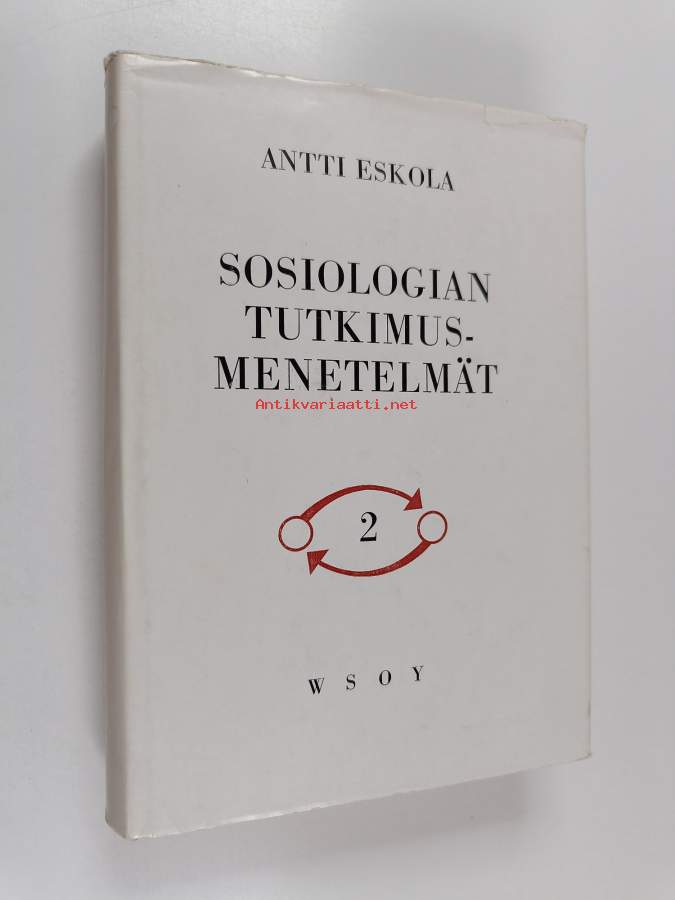 ANTTI ESKOLA
SOSIOLOGIAN
TUTKIMUS-
MENETELMÄT
Antikvariaatti.net
2
W S O Y